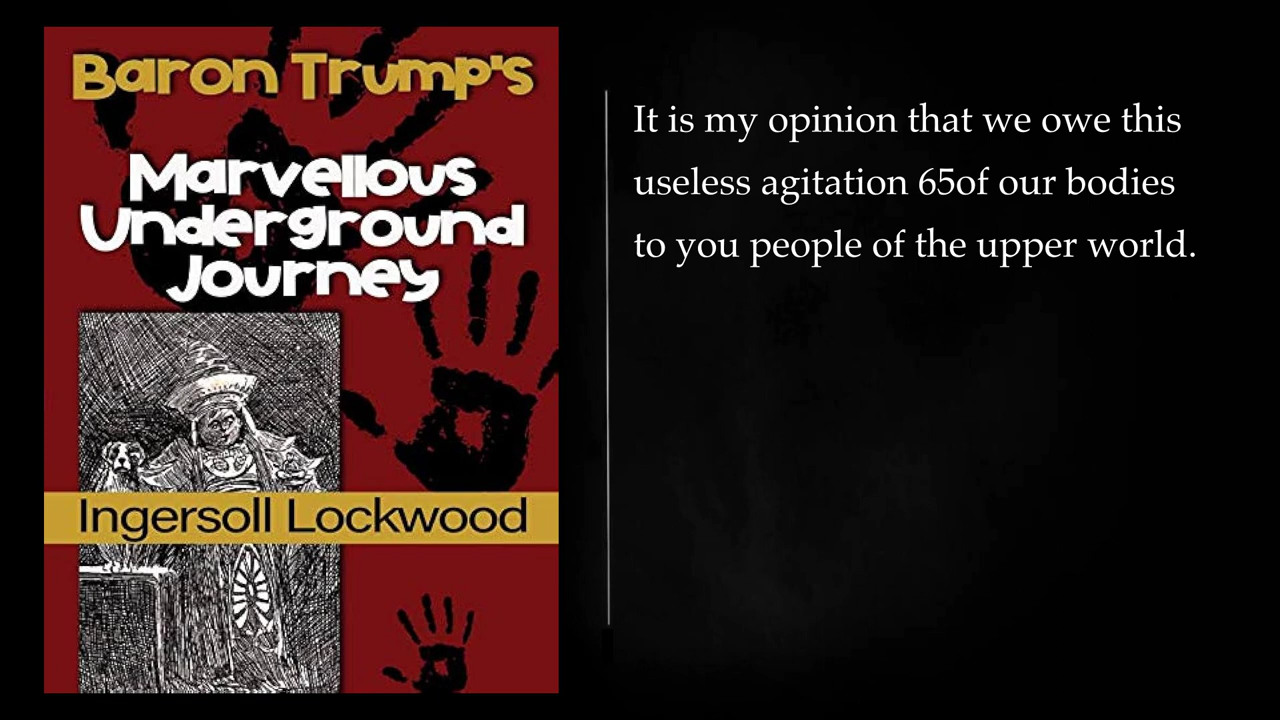 Baron Trump's
Marvellous
Underground
Journey
Ingersoll Lockwood
It is my opinion that we owe this
useless agitation 65of our bodies
to you people of the upper world.